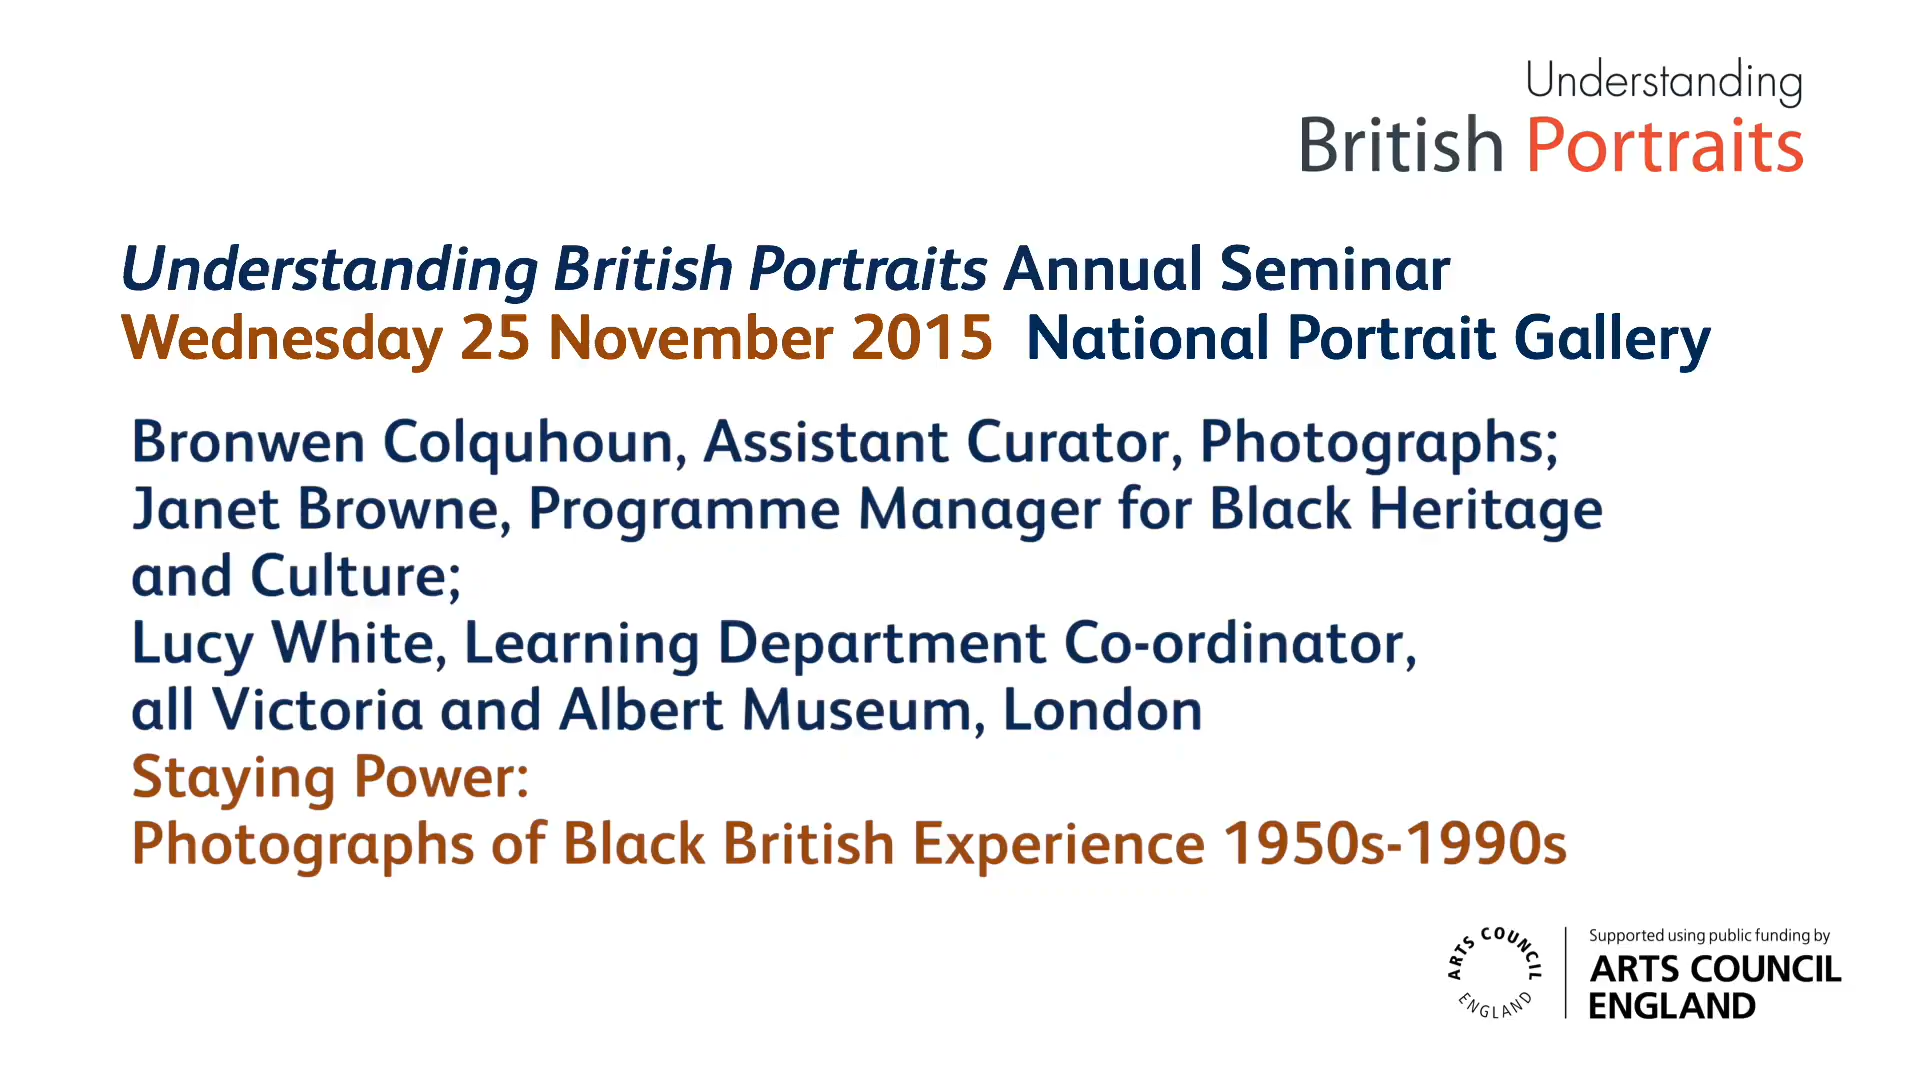 Understanding
British Portraits
Understanding British Portraits Annual Seminar
Wednesday 25 November 2015 National Portrait Gallery
Bronwen Colquhoun, Assistant Curator, Photographs;
Janet Browne, Programme Manager for Black Heritage
and Culture;
Lucy White, Learning Department Co-ordinator,
all Victoria and Albert Museum, London
Staying Power:
Photographs of Black British Experience 1950s-1990s
ARTS COUNCIL
ENGLAND
Supported using public funding by
ARTS COUNCIL
ENGLAND